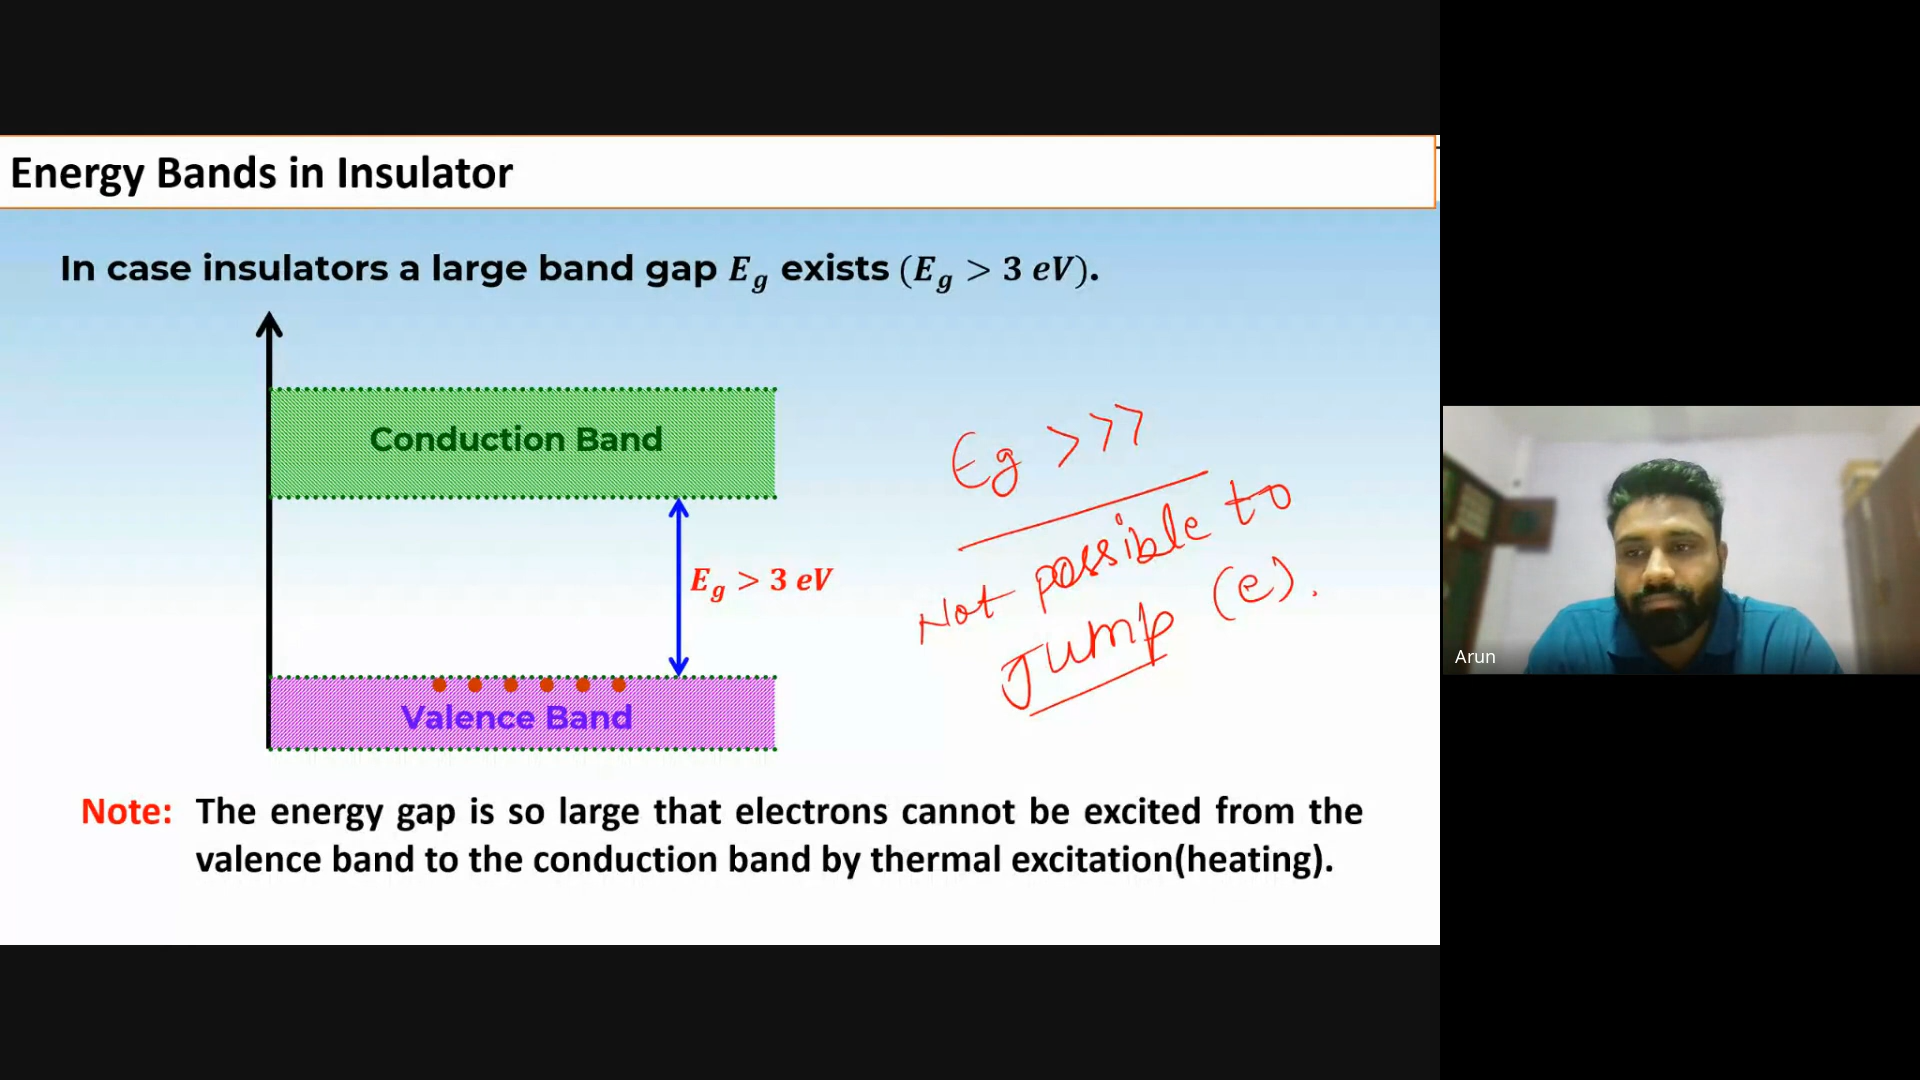 Energy Bands in Insulator
In case insulators a large band gap E_g exists (E_g > 3 eV).
Conduction Band
E_g > 3 eV
Valence Band
Eg >>>
Not possible to
Jump (e).
Note: The energy gap is so large that electrons cannot be excited from the
valence band to the conduction band by thermal excitation(heating).
Arun